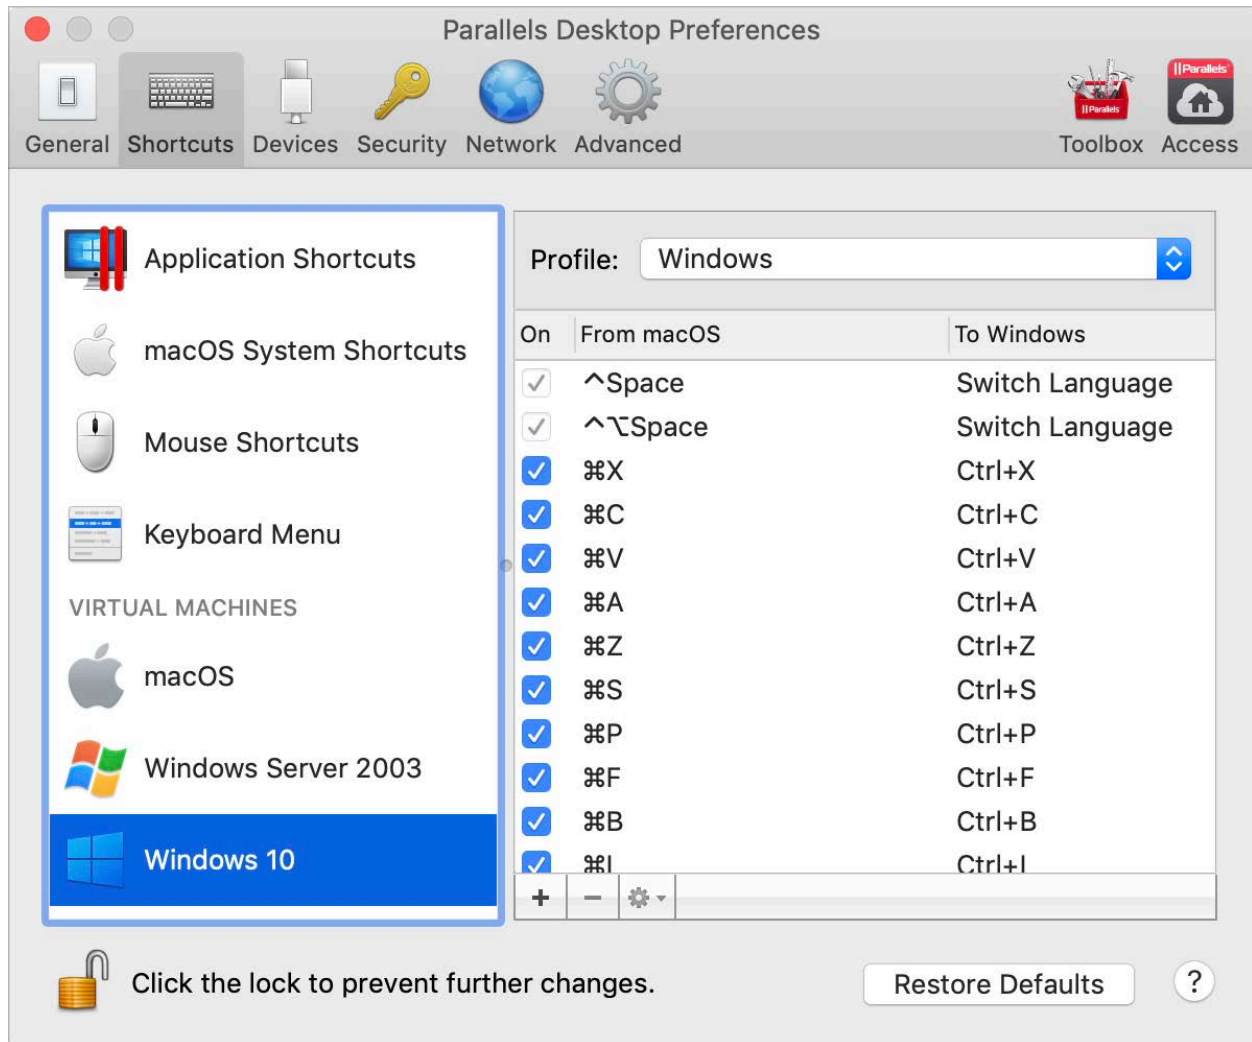 Parallels Desktop Preferences
General Shortcuts Devices Security Network Advanced Toolbox Access
||Parallels
||Parallels
Application Shortcuts
macOS System Shortcuts
Mouse Shortcuts
Keyboard Menu
VIRTUAL MACHINES
macOS
Windows Server 2003
Windows 10
Profile: Windows
On From macOS To Windows
^Space Switch Language
^⌥Space Switch Language
⌘X Ctrl+X
⌘C Ctrl+C
⌘V Ctrl+V
⌘A Ctrl+A
⌘Z Ctrl+Z
⌘S Ctrl+S
⌘P Ctrl+P
⌘F Ctrl+F
⌘B Ctrl+B
⌘I Ctrl+I
+ −
Click the lock to prevent further changes.
Restore Defaults ?